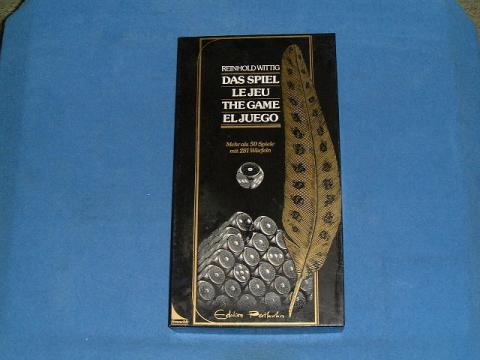 REINHOLD WITTIG
DAS SPIEL
LE JEU
THE GAME
EL JUEGO
Mehr als 50 Spiele
mit 281 Würfeln
Edition Perlhuhn